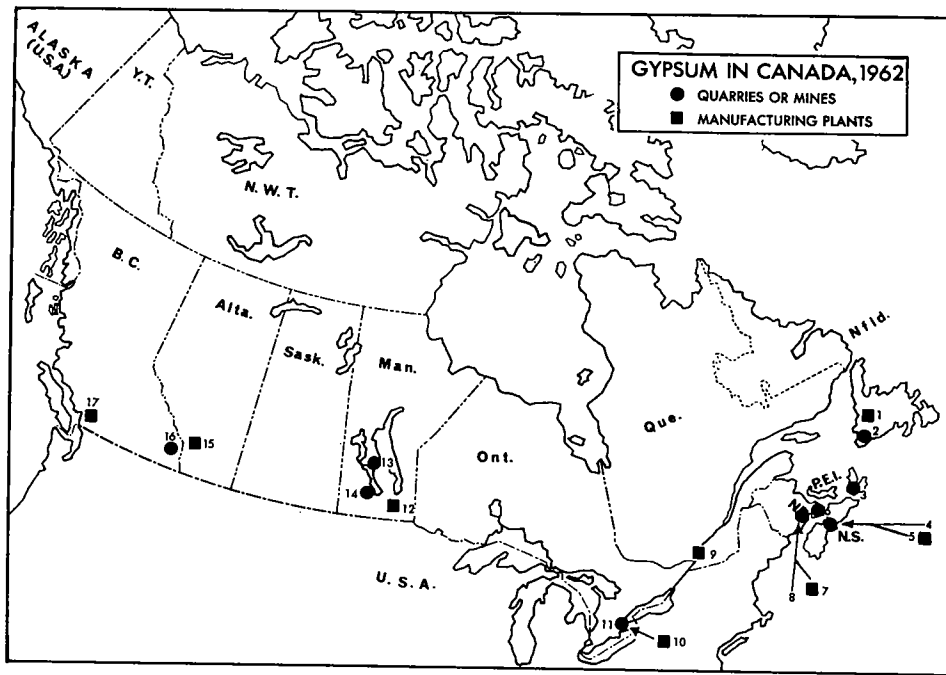 ALASKA
(U.S.A)
Y.T.
GYPSUM IN CANADA, 1962
QUARRIES OR MINES
MANUFACTURING PLANTS
N.W.T.
B.C.
Alta.
Sask.
Man.
Nfld.
Que.
Ont.
17
1
2
16
15
13
14
12
P.E.I.
3
6
N.S.
4
5
9
8
7
11
10
U.S.A.